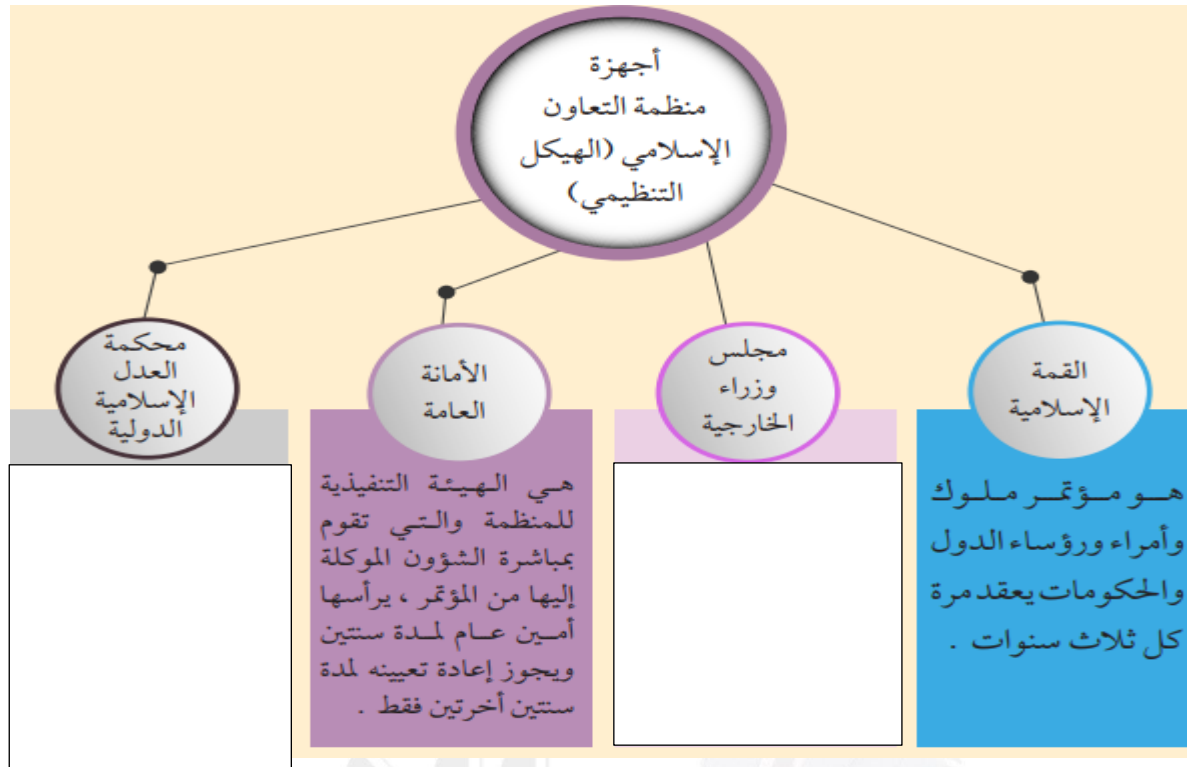 أجهزة
منظمة التعاون
الإسلامي (الهيكل
التنظيمي)
القمة
الإسلامية
هو مؤتمر ملوك
وأمراء ورؤساء الدول
والحكومات يعقد مرة
كل ثلاث سنوات .
مجلس
وزراء
الخارجية
الأمانة
العامة
هي الهيئة التنفيذية
للمنظمة والتي تقوم
بمباشرة الشؤون الموكلة
إليها من المؤتمر ، يرأسها
أمين عام لمدة سنتين
ويجوز إعادة تعيينه لمدة
سنتين أخرتين فقط .
محكمة
العدل
الإسلامية
الدولية